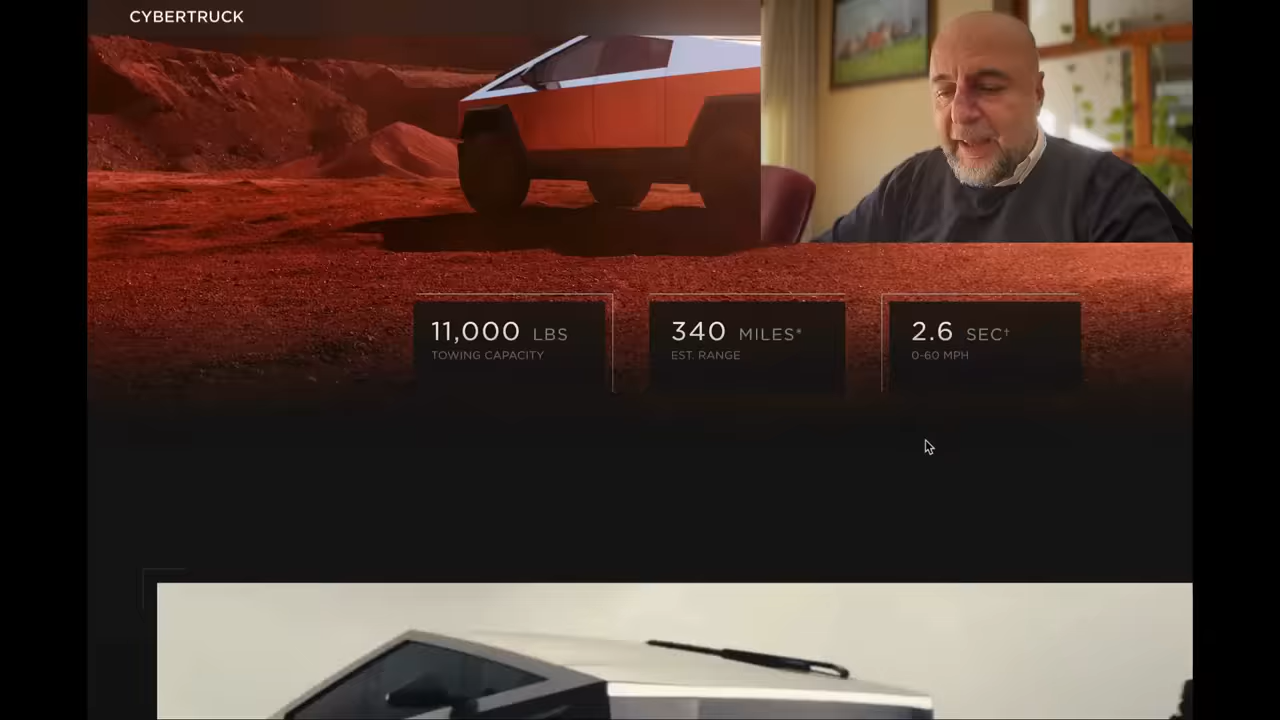 CYBERTRUCK
11,000 LBS
TOWING CAPACITY
340 MILES*
EST. RANGE
2.6 SEC†
0-60 MPH